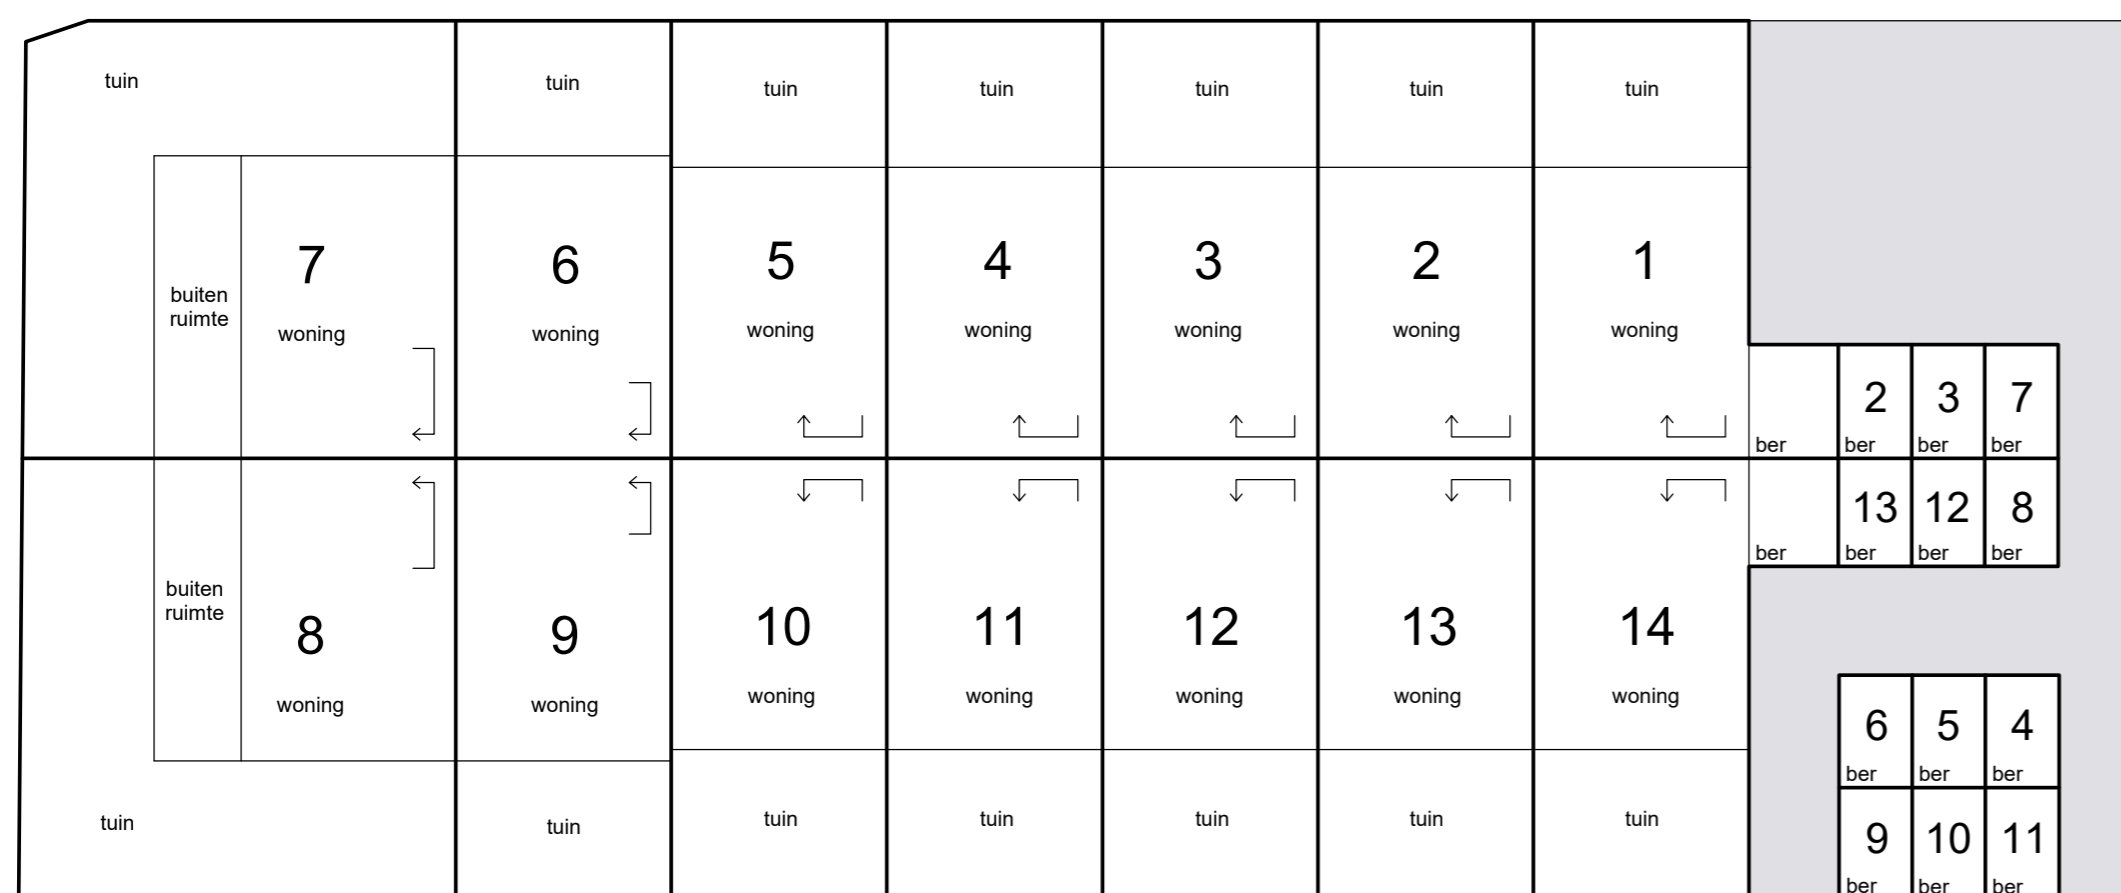 tuin
tuin
tuin
tuin
tuin
tuin
tuin
7
6
5
4
3
2
1
buiten
ruimte
woning
woning
woning
woning
woning
woning
woning
2
3
7
ber
ber
ber
ber
13
12
8
ber
ber
ber
ber
buiten
ruimte
8
9
10
11
12
13
14
woning
woning
woning
woning
woning
woning
woning
6
5
4
ber
ber
ber
tuin
tuin
tuin
tuin
tuin
tuin
tuin
9
10
11
ber
ber
ber